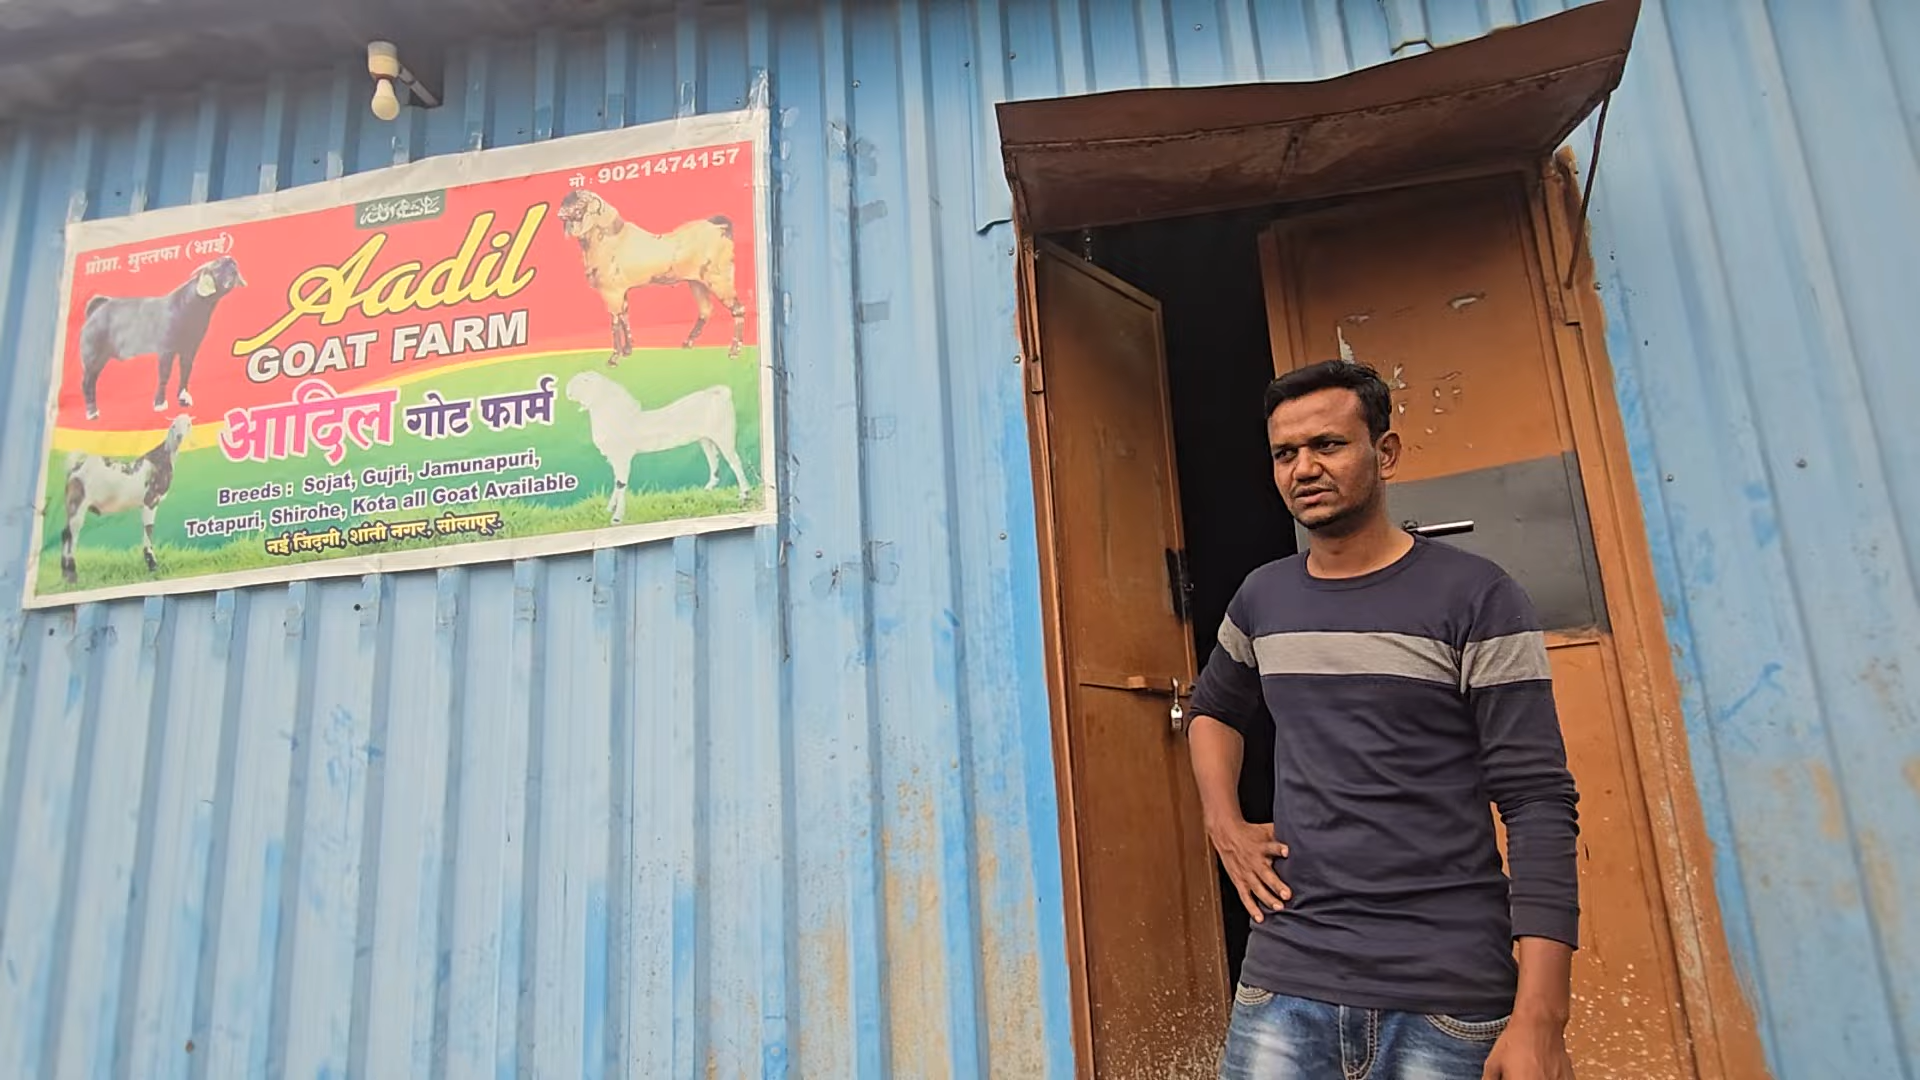 मो : 9021474157
प्रोप्रा. मुस्तफा (भाई)
Aadil
GOAT FARM
आदिल गोट फार्म
Breeds : Sojat, Gujri, Jamunapuri,
Totapuri, Shirohe, Kota all Goat Available
नई जिंदगी, शांती नगर, सोलापूर.